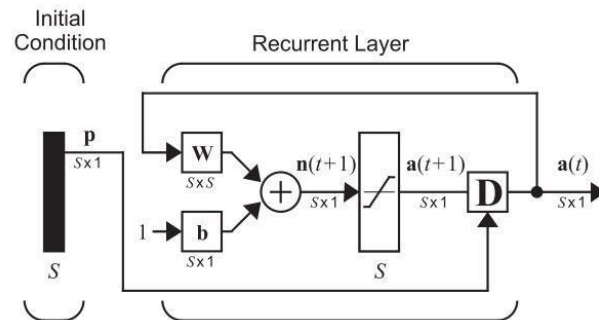 Initial
Condition
Recurrent Layer
p
S x 1
S
W
S x S
1
b
S x 1
+
n(t+1)
S x 1
S
a(t+1)
S x 1
D
a(t)
S x 1